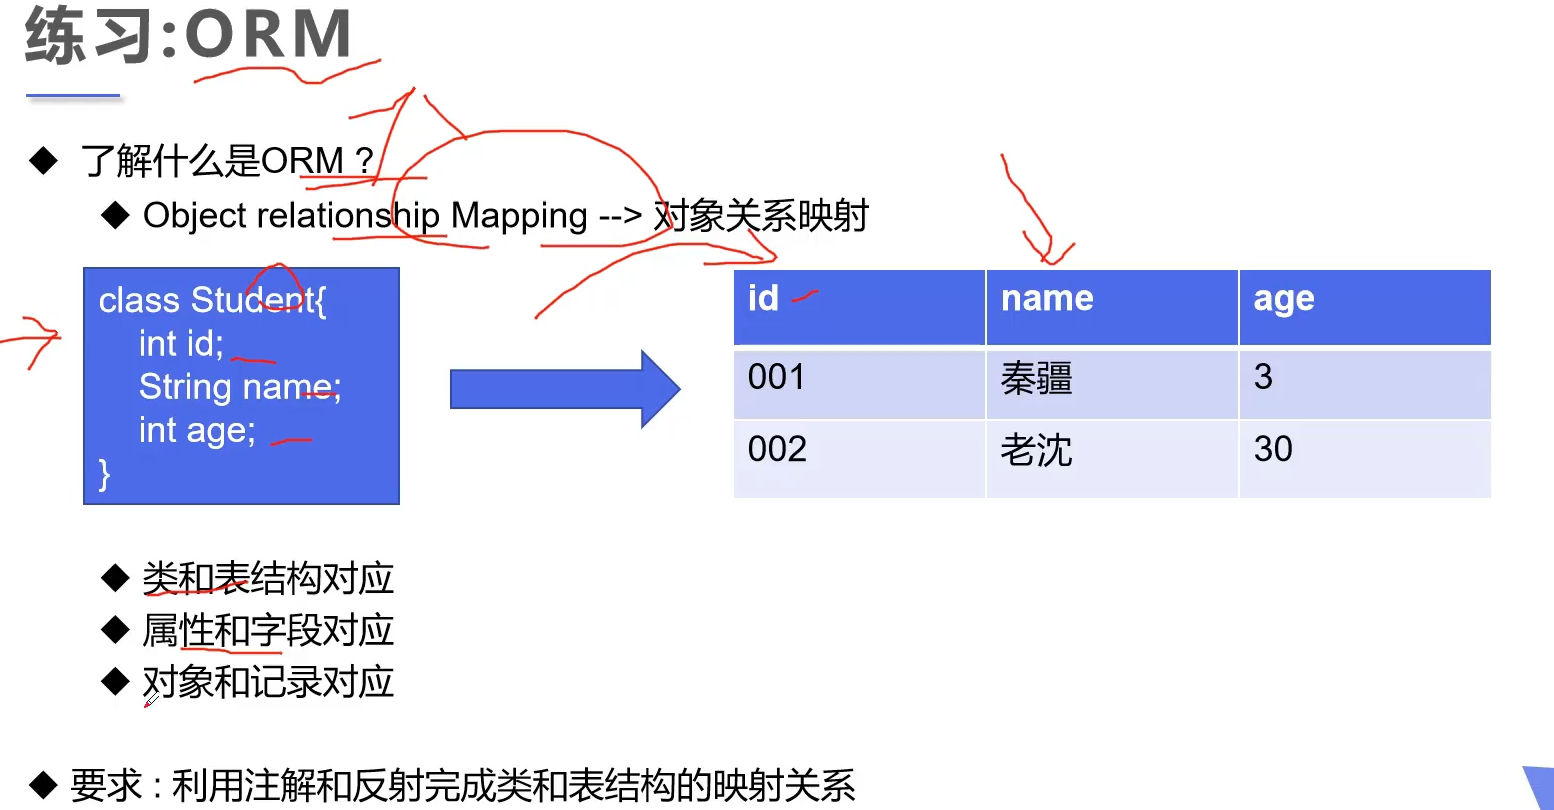 练习:ORM
了解什么是ORM？
Object relationship Mapping --> 对象关系映射
class Student{
int id;
String name;
int age;
}
id name age
001 秦疆 3
002 老沈 30
类和表结构对应
属性和字段对应
对象和记录对应
要求：利用注解和反射完成类和表结构的映射关系